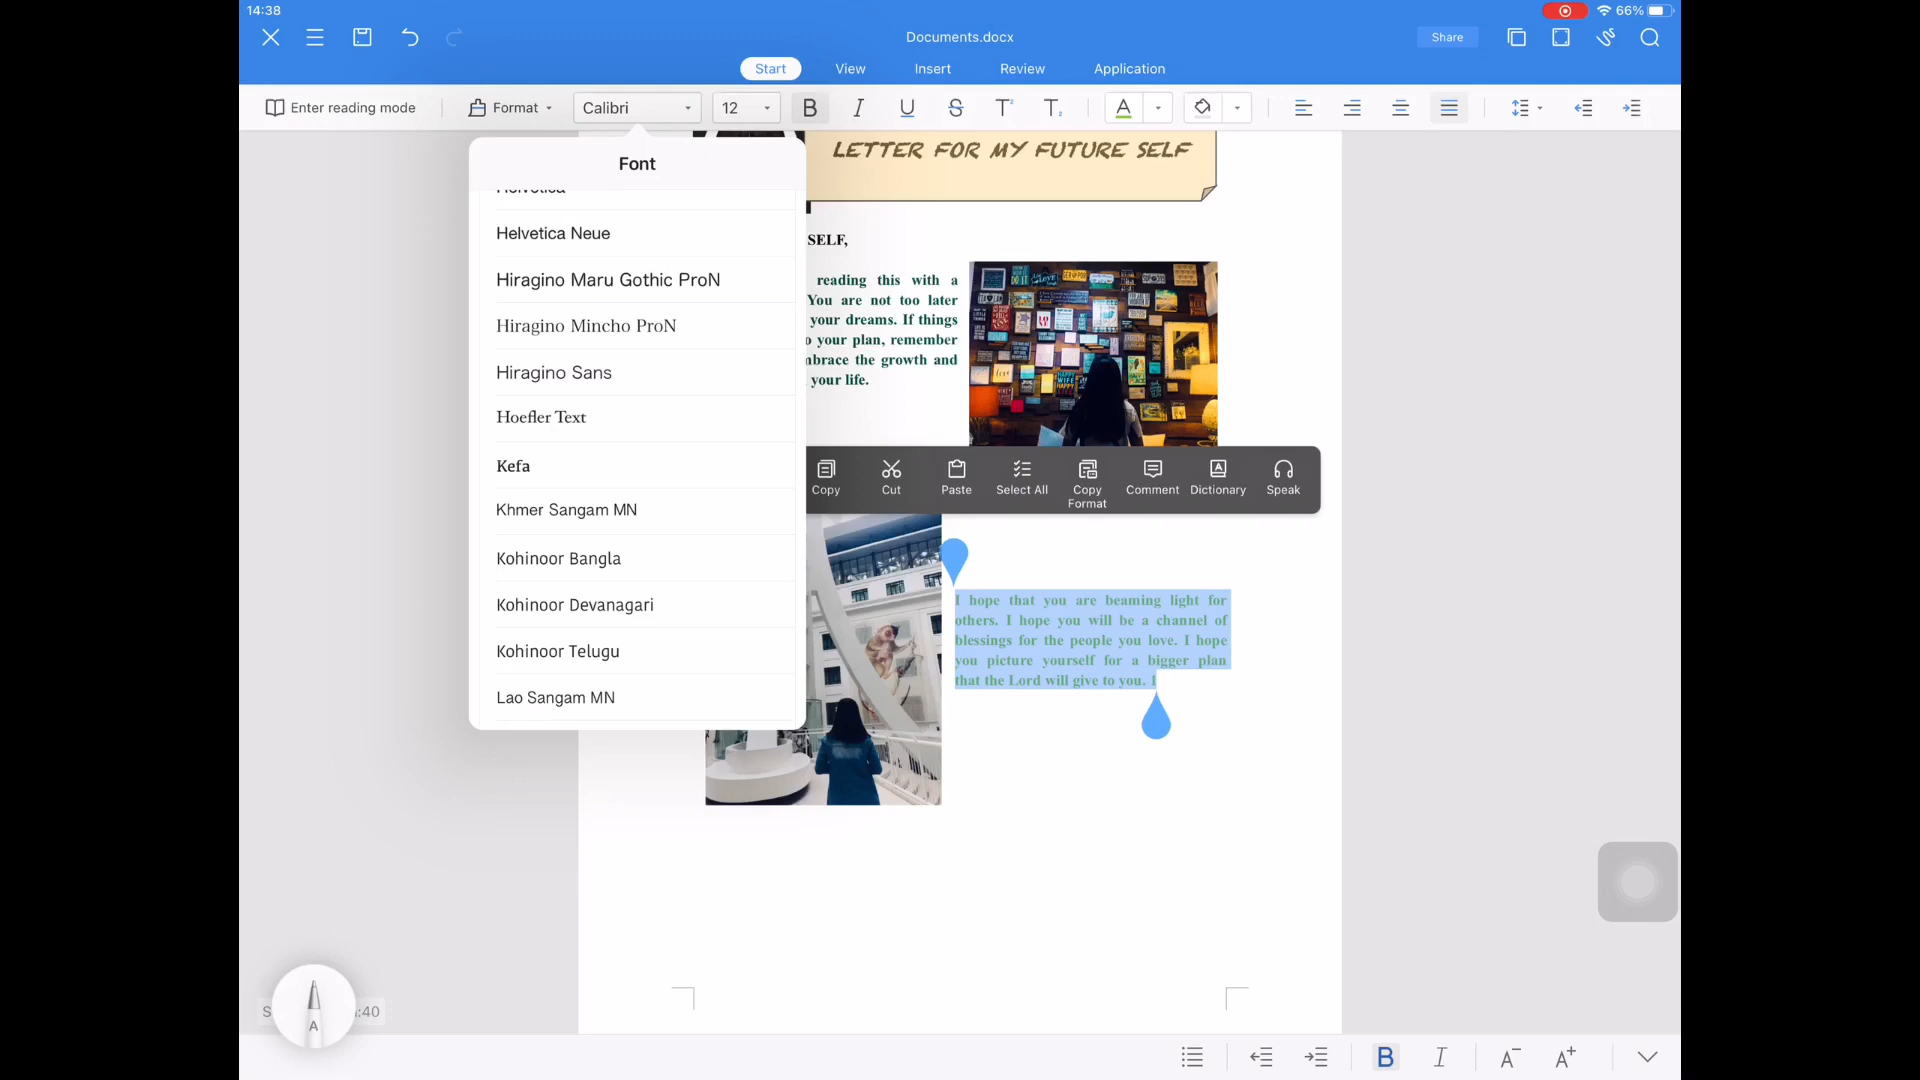 14:38
66%
Documents.docx
Share
Start
View
Insert
Review
Application
Enter reading mode
Format
Calibri
12
Font
Helvetica
Helvetica Neue
Hiragino Maru Gothic ProN
Hiragino Mincho ProN
Hiragino Sans
Hoefler Text
Kefa
Khmer Sangam MN
Kohinoor Bangla
Kohinoor Devanagari
Kohinoor Telugu
Lao Sangam MN
LETTER FOR MY FUTURE SELF
SELF,
reading this with a
You are not too later
your dreams. If things
your plan, remember
the growth and
your life.
Copy
Cut
Paste
Select All
Copy Format
Comment
Dictionary
Speak
I hope that you are beaming light for
others. I hope you will be a channel of
blessings for the people you love. I hope
you picture yourself for a bigger plan
that the Lord will give to you. I
:40
A